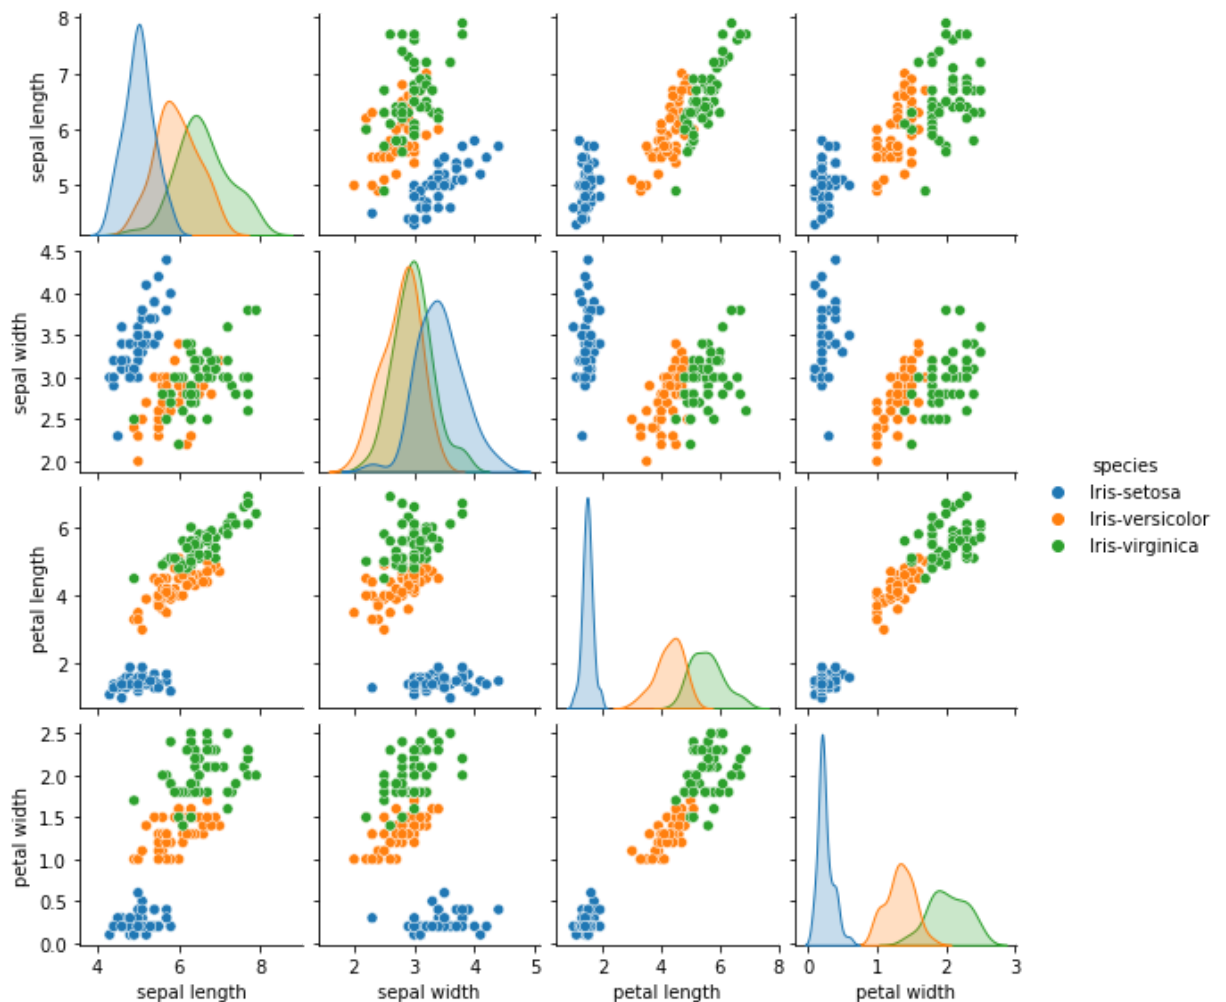 8
7
6
5
sepal length
4.5
4.0
3.5
3.0
2.5
2.0
sepal width
6
4
2
petal length
2.5
2.0
1.5
1.0
0.5
0.0
petal width
4 6 8
sepal length
2 3 4 5
sepal width
2 4 6 8
petal length
0 1 2 3
petal width
species
Iris-setosa
Iris-versicolor
Iris-virginica